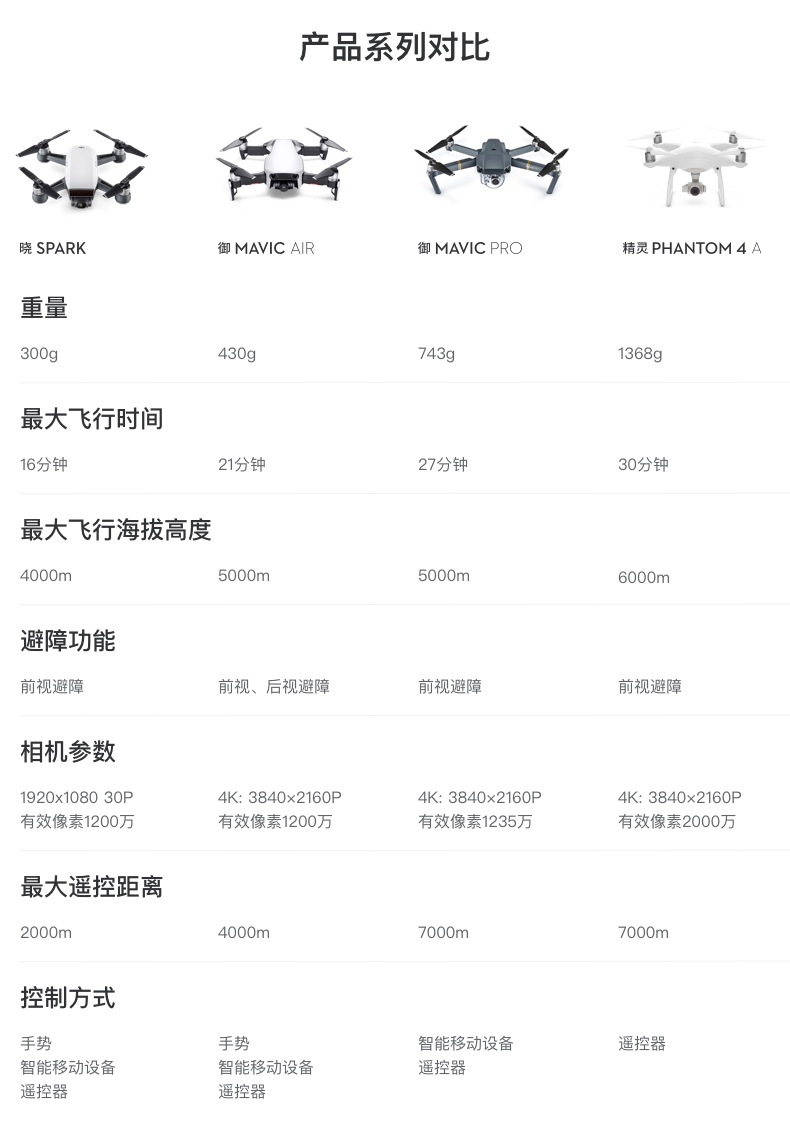 产品系列对比
晓 SPARK
御 MAVIC AIR
御 MAVIC PRO
精灵 PHANTOM 4 A
重量
300g 430g 743g 1368g
最大飞行时间
16分钟 21分钟 27分钟 30分钟
最大飞行海拔高度
4000m 5000m 5000m 6000m
避障功能
前视避障 前视、后视避障 前视避障 前视避障
相机参数
1920x1080 30P 4K: 3840×2160P 4K: 3840×2160P 4K: 3840×2160P
有效像素1200万 有效像素1200万 有效像素1235万 有效像素2000万
最大遥控距离
2000m 4000m 7000m 7000m
控制方式
手势 手势 智能移动设备 遥控器
智能移动设备 智能移动设备 遥控器
遥控器 遥控器